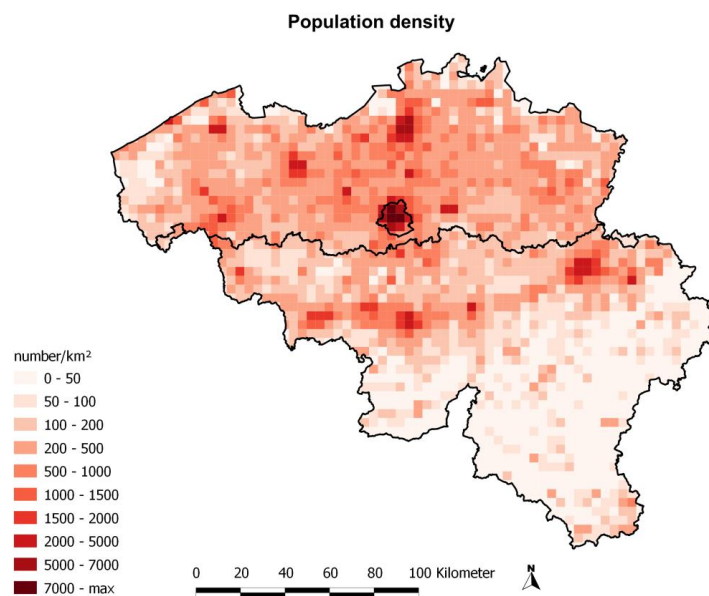 Population density
number/km²
0 - 50
50 - 100
100 - 200
200 - 500
500 - 1000
1000 - 1500
1500 - 2000
2000 - 5000
5000 - 7000
7000 - max
0 20 40 60 80 100 Kilometer
N